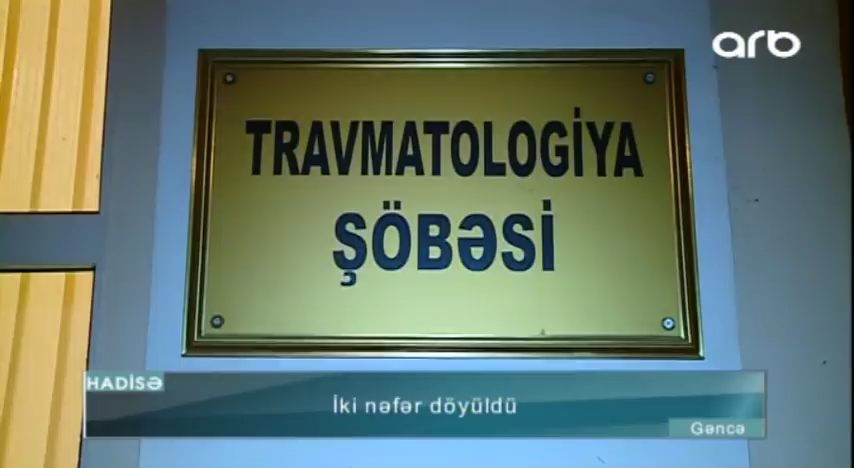 arb
TRAVMATOLOGİYA
ŞÖBƏSİ
HADİSƏ
İki nəfər döyüldü
Gəncə